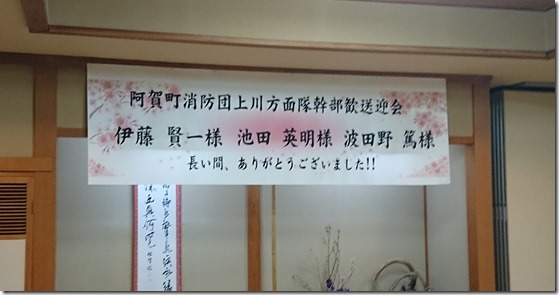 阿賀町消防団上川方面隊幹部歓送迎会
伊藤 賢一様 池田 英明様 波田野 篤様
長い間、ありがとうございました!!